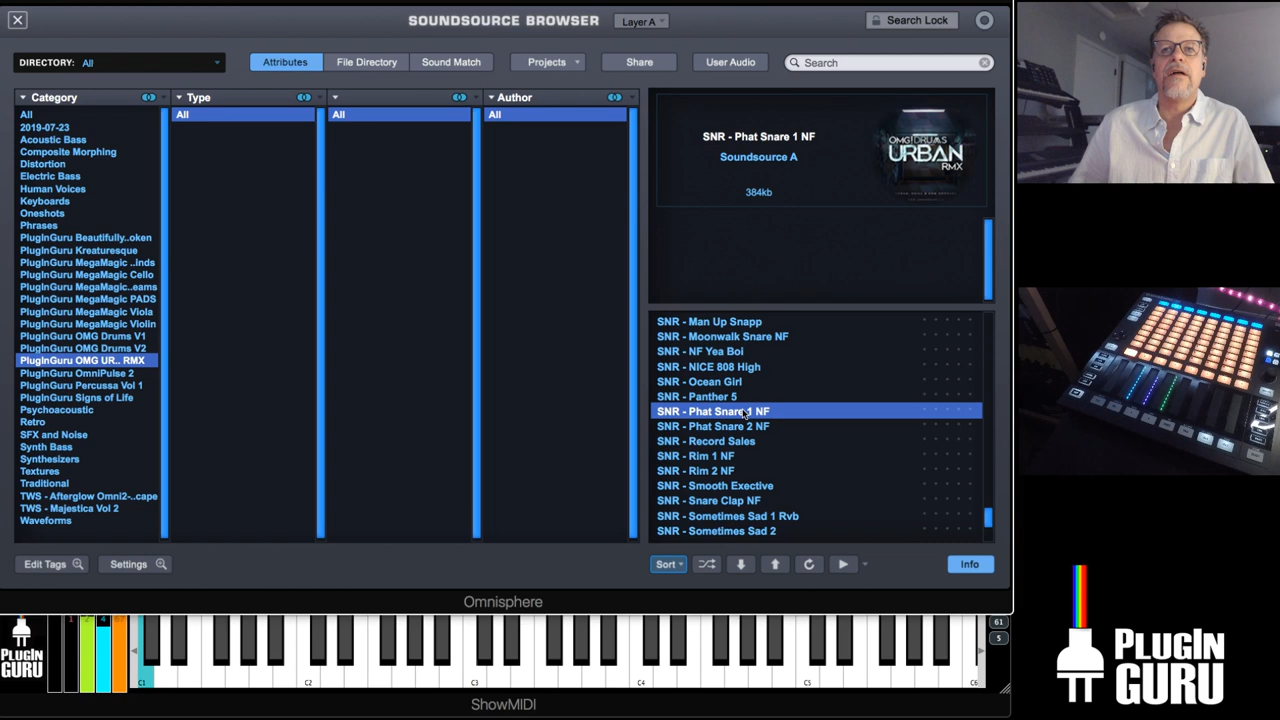 SOUNDSOURCE BROWSER
Layer A
Search Lock
DIRECTORY: All
Attributes
File Directory
Sound Match
Projects
Share
User Audio
Search
Category
Type
Author
All
2019-07-23
Acoustic Bass
Composite Morphing
Distortion
Electric Bass
Human Voices
Keyboards
Oneshots
Phrases
PlugInGuru Beautifully..oken
PlugInGuru Kreaturesque
PlugInGuru MegaMagic ..inds
PlugInGuru MegaMagic Cello
PlugInGuru MegaMagic..eams
PlugInGuru MegaMagic PADS
PlugInGuru MegaMagic Viola
PlugInGuru MegaMagic Violin
PlugInGuru OMG Drums V1
PlugInGuru OMG Drums V2
PlugInGuru OMG UR.. RMX
PlugInGuru OmniPulse 2
PlugInGuru Percussa Vol 1
PlugInGuru Signs of Life
Psychoacoustic
Retro
SFX and Noise
Synth Bass
Synthesizers
Textures
Traditional
TWS - Afterglow Omni2-..cape
TWS - Majestica Vol 2
Waveforms
All
All
All
SNR - Phat Snare 1 NF
Soundsource A
384kb
OMG!DRUMS
URBAN
RMX
SNR - Man Up Snapp
SNR - Moonwalk Snare NF
SNR - NF Yea Boi
SNR - NICE 808 High
SNR - Ocean Girl
SNR - Panther 5
SNR - Phat Snare 1 NF
SNR - Phat Snare 2 NF
SNR - Record Sales
SNR - Rim 1 NF
SNR - Rim 2 NF
SNR - Smooth Exective
SNR - Snare Clap NF
SNR - Sometimes Sad 1 Rvb
SNR - Sometimes Sad 2
Edit Tags
Settings
Sort
Info
Omnisphere
PLUGIN
GURU
1
2
4
67
61
5
C1
C2
C3
C4
C5
C6
ShowMIDI
PLUGIN
GURU